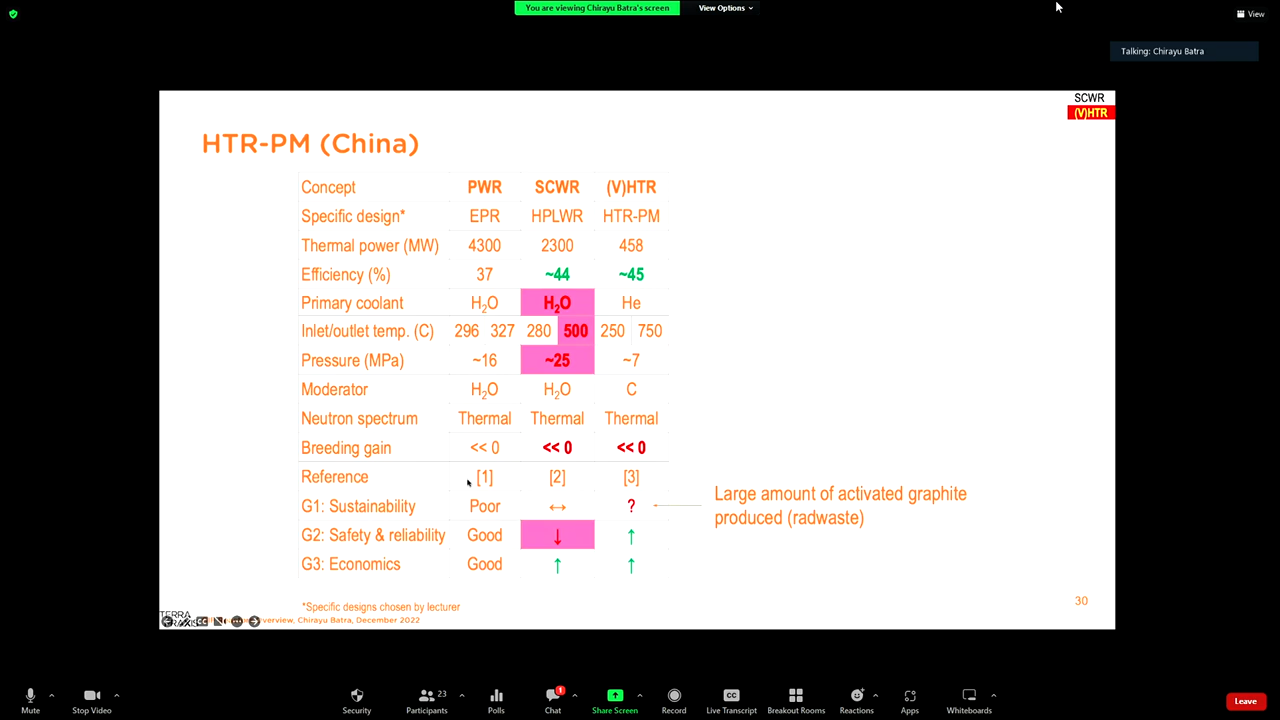 You are viewing Chirayu Batra's screen View Options
View
Talking: Chirayu Batra
SCWR
(V)HTR
HTR-PM (China)
Concept PWR SCWR (V)HTR
Specific design* EPR HPLWR HTR-PM
Thermal power (MW) 4300 2300 458
Efficiency (%) 37 ~44 ~45
Primary coolant H₂O H₂O He
Inlet/outlet temp. (C) 296 327 280 500 250 750
Pressure (MPa) ~16 ~25 ~7
Moderator H₂O H₂O C
Neutron spectrum Thermal Thermal Thermal
Breeding gain << 0 << 0 << 0
Reference [1] [2] [3]
G1: Sustainability Poor ↔ ?
Large amount of activated graphite
produced (radwaste)
G2: Safety & reliability Good ↓ ↑
G3: Economics Good ↑ ↑
*Specific designs chosen by lecturer
30
TERRA
Overview, Chirayu Batra, December 2022
Mute Stop Video Security Participants 23 Polls Chat 1 Share Screen Record CC Live Transcript Breakout Rooms Reactions Apps Whiteboards Leave